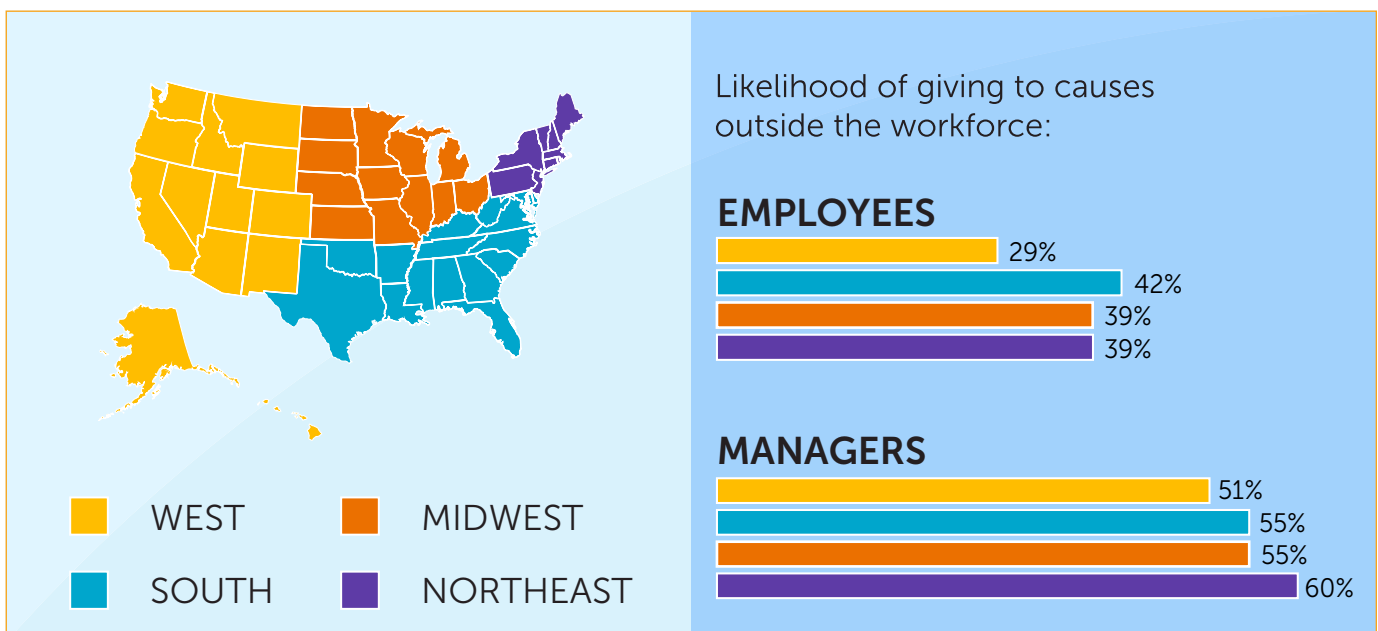 WEST
MIDWEST
SOUTH
NORTHEAST
Likelihood of giving to causes
outside the workforce:
EMPLOYEES
29%
42%
39%
39%
MANAGERS
51%
55%
55%
60%